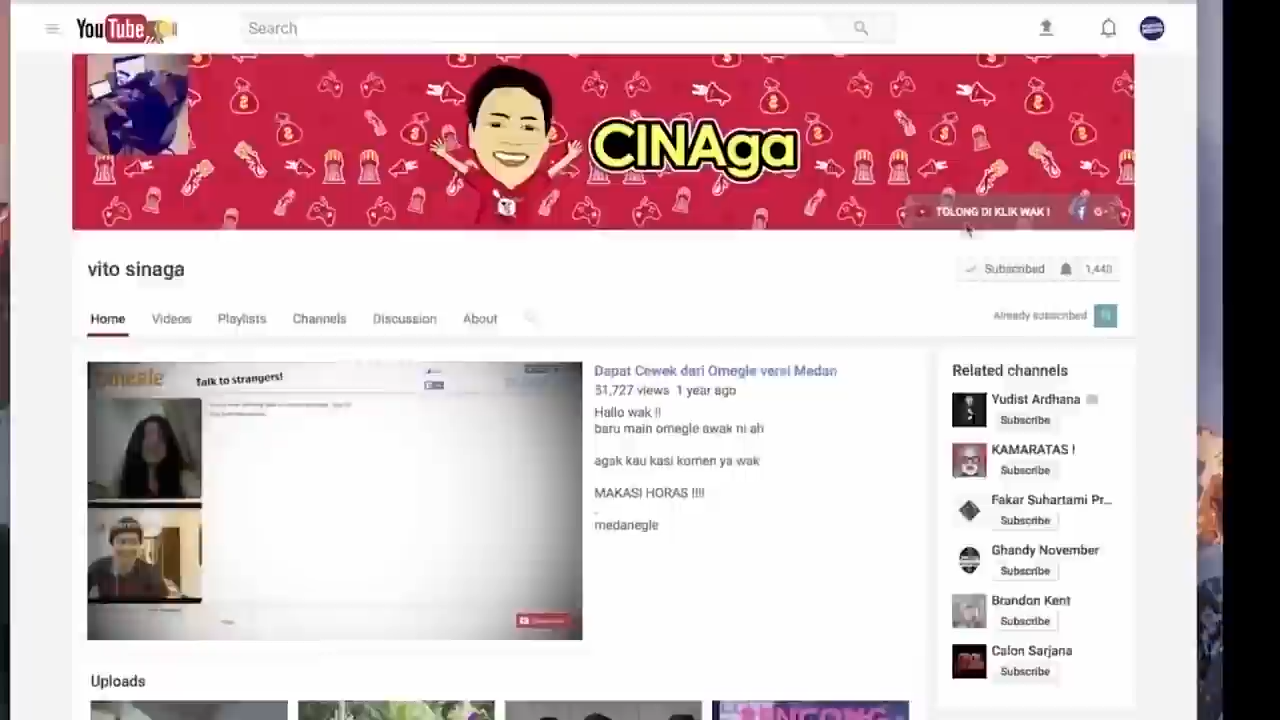 YouTube
Search
CINAga
TOLONG DI KLIK WAK !
vito sinaga
Subscribed 1,440
Home Videos Playlists Channels Discussion About
Already subscribed
Talk to strangers!
Dapat Cewek dari Omegle versi Medan
51,727 views 1 year ago
Hallo wak !!
baru main omegle awak ni ah
agak kau kasi komen ya wak
MAKASI HORAS !!!!
.
medanegle
Related channels
Yudist Ardhana
Subscribe
KAMARATAS !
Subscribe
Fakar Suhartami Pr...
Subscribe
Ghandy November
Subscribe
Brandon Kent
Subscribe
Calon Sarjana
Subscribe
Uploads